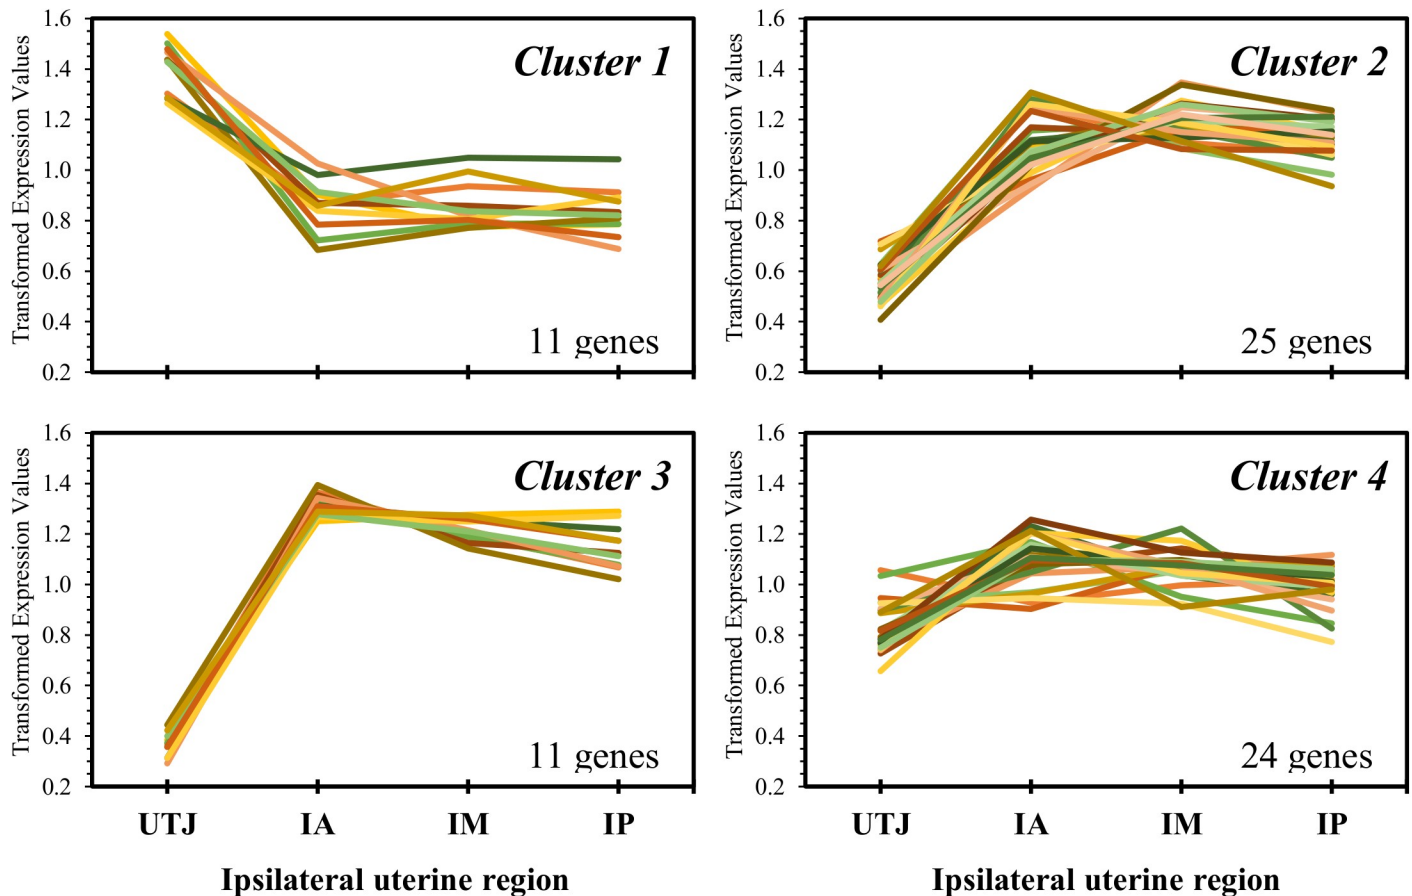 Transformed Expression Values
1.6
1.4
1.2
1.0
0.8
0.6
0.4
0.2
Cluster 1
11 genes
Transformed Expression Values
1.6
1.4
1.2
1.0
0.8
0.6
0.4
0.2
Cluster 2
25 genes
Transformed Expression Values
1.6
1.4
1.2
1.0
0.8
0.6
0.4
0.2
Cluster 3
11 genes
UTJ IA IM IP
Ipsilateral uterine region
Transformed Expression Values
1.6
1.4
1.2
1.0
0.8
0.6
0.4
0.2
Cluster 4
24 genes
UTJ IA IM IP
Ipsilateral uterine region